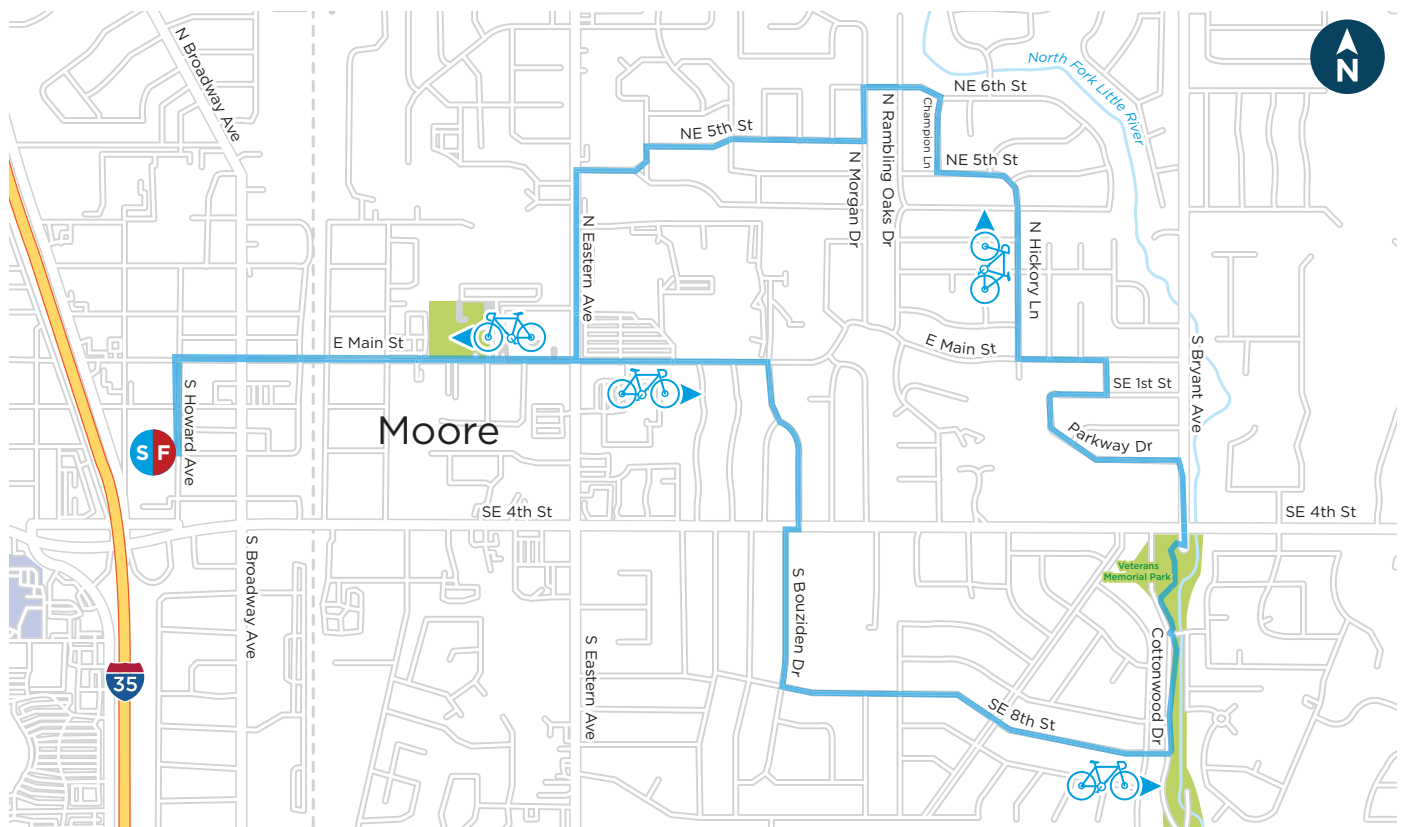 N Broadway Ave
North Fork Little River
N
NE 6th St
N Rambling Oaks Dr
Champion Ln
NE 5th St
N Morgan Dr
NE 5th St
N Eastern Ave
N Hickory Ln
E Main St
E Main St
S Bryant Ave
SE 1st St
S Howard Ave
Moore
Parkway Dr
S F
SE 4th St
SE 4th St
S Broadway Ave
Veterans
Memorial Park
S Bouziden Dr
S Eastern Ave
Cottonwood Dr
35
SE 8th St